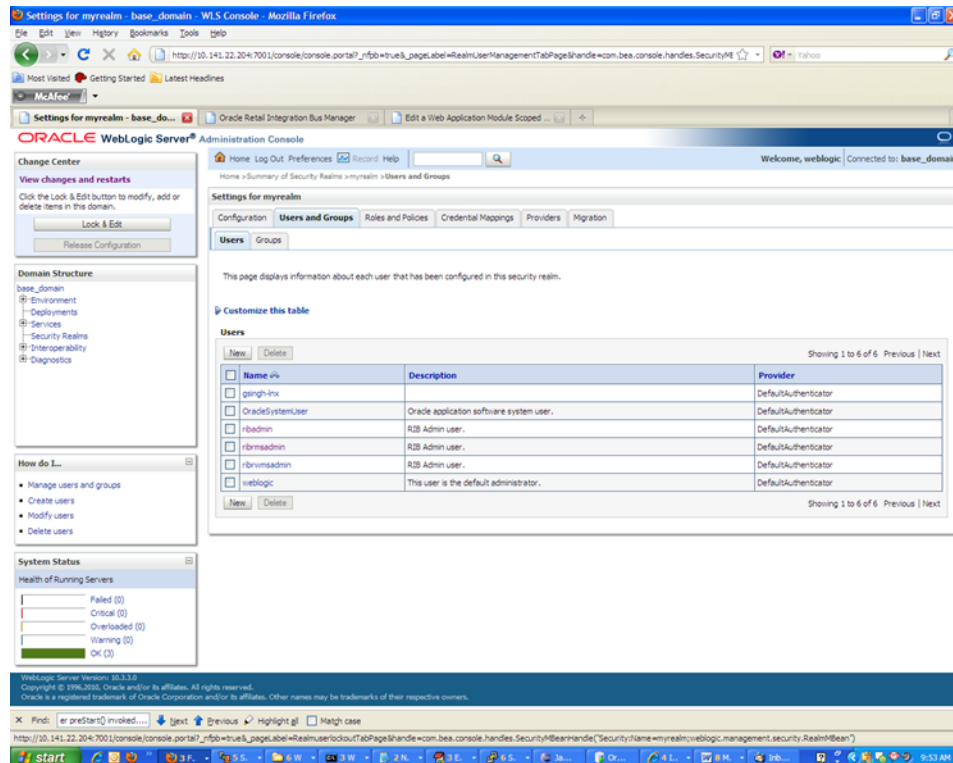 Settings for myrealm - base_domain - WLS Console - Mozilla Firefox
File Edit View History Bookmarks Tools Help
http://10.141.22.204:7001/console/console.portal?_nfpb=true&_pageLabel=RealmUserManagementTabPage&handle=com.bea.console.handles.SecurityME
Yahoo
Most Visited Getting Started Latest Headlines
McAfee
Settings for myrealm - base_do...
Oracle Retail Integration Bus Manager
Edit a Web Application Module Scoped ...
ORACLE WebLogic Server® Administration Console
Change Center
View changes and restarts
Click the Lock & Edit button to modify, add or
delete items in this domain.
Lock & Edit
Release Configuration
Domain Structure
base_domain
Environment
Deployments
Services
Security Realms
Interoperability
Diagnostics
How do I...
Manage users and groups
Create users
Modify users
Delete users
System Status
Health of Running Servers
Failed (0)
Critical (0)
Overloaded (0)
Warning (0)
OK (3)
Home Log Out Preferences Record Help
Welcome, weblogic Connected to: base_domai
Home >Summary of Security Realms >myrealm >Users and Groups
Settings for myrealm
Configuration Users and Groups Roles and Policies Credential Mappings Providers Migration
Users Groups
This page displays information about each user that has been configured in this security realm.
Customize this table
Users
New Delete Showing 1 to 6 of 6 Previous | Next
Name Description Provider
gsingh-lnx DefaultAuthenticator
OracleSystemUser Oracle application software system user. DefaultAuthenticator
ribadmin RIB Admin user. DefaultAuthenticator
ribrmsadmin RIB Admin user. DefaultAuthenticator
ribrwmsadmin RIB Admin user. DefaultAuthenticator
weblogic This user is the default administrator. DefaultAuthenticator
New Delete Showing 1 to 6 of 6 Previous | Next
WebLogic Server Version: 10.3.3.0
Copyright © 1996,2010, Oracle and/or its affiliates. All rights reserved.
Oracle is a registered trademark of Oracle Corporation and/or its affiliates. Other names may be trademarks of their respective owners.
Find: er preStart() invoked.... Next Previous Highlight all Match case
http://10.141.22.204:7001/console/console.portal?_nfpb=true&_pageLabel=RealmuserlockoutTabPage&handle=com.bea.console.handles.SecurityMBeanHandle("Security:Name=myrealm;weblogic.management.security.RealmMBean")
start 3 F. 5 S. 6 W 3 W 2 N. 3 E. 6 S. Ja... Or... 4 L. 8 M. Inb... 9:53 AM